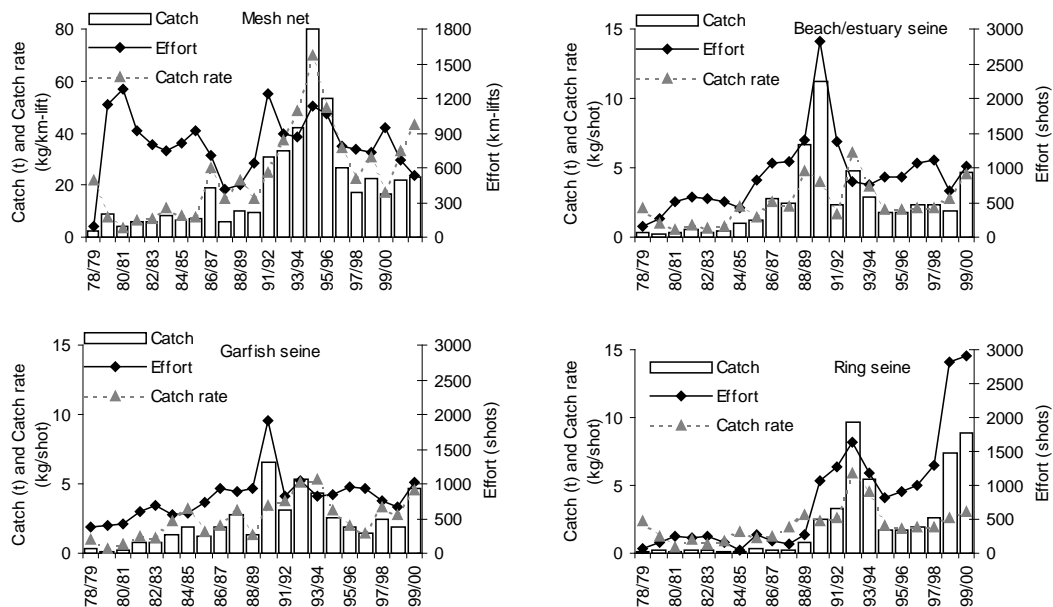 Mesh net
Catch
Effort
Catch rate
Catch (t) and Catch rate
(kg/km-lift)
80
60
40
20
0
1800
1500
1200
900
600
300
0
Effort (km-lifts)
78/79 80/81 82/83 84/85 86/87 88/89 91/92 93/94 95/96 97/98 99/00
Beach/estuary seine
Catch
Effort
Catch rate
Catch (t) and Catch rate
(kg/shot)
15
10
5
0
3000
2500
2000
1500
1000
500
0
Effort (shots)
78/79 80/81 82/83 84/85 86/87 88/89 91/92 93/94 95/96 97/98 99/00
Garfish seine
Catch
Effort
Catch rate
Catch (t) and Catch rate
(kg/shot)
15
10
5
0
3000
2500
2000
1500
1000
500
0
Effort (shots)
78/79 80/81 82/83 84/85 86/87 88/89 91/92 93/94 95/96 97/98 99/00
Ring seine
Catch
Effort
Catch rate
Catch (t) and Catch rate
(kg/shot)
15
10
5
0
3000
2500
2000
1500
1000
500
0
Effort (shots)
78/79 80/81 82/83 84/85 86/87 88/89 91/92 93/94 95/96 97/98 99/00